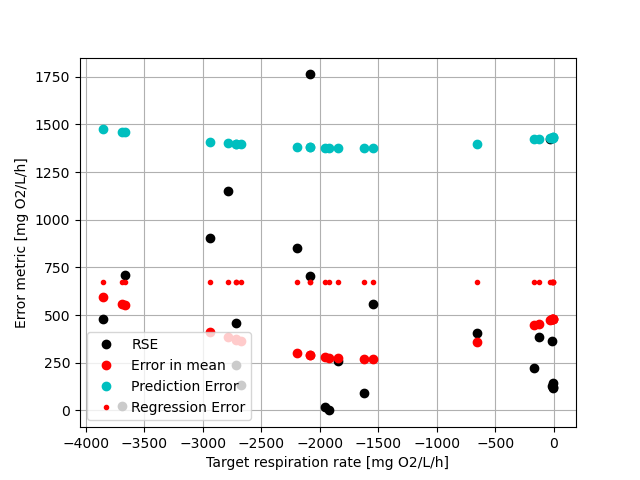 1750
1500
1250
1000
750
500
250
0
Error metric [mg O2/L/h]
RSE
Error in mean
Prediction Error
Regression Error
−4000 −3500 −3000 −2500 −2000 −1500 −1000 −500 0
Target respiration rate [mg O2/L/h]